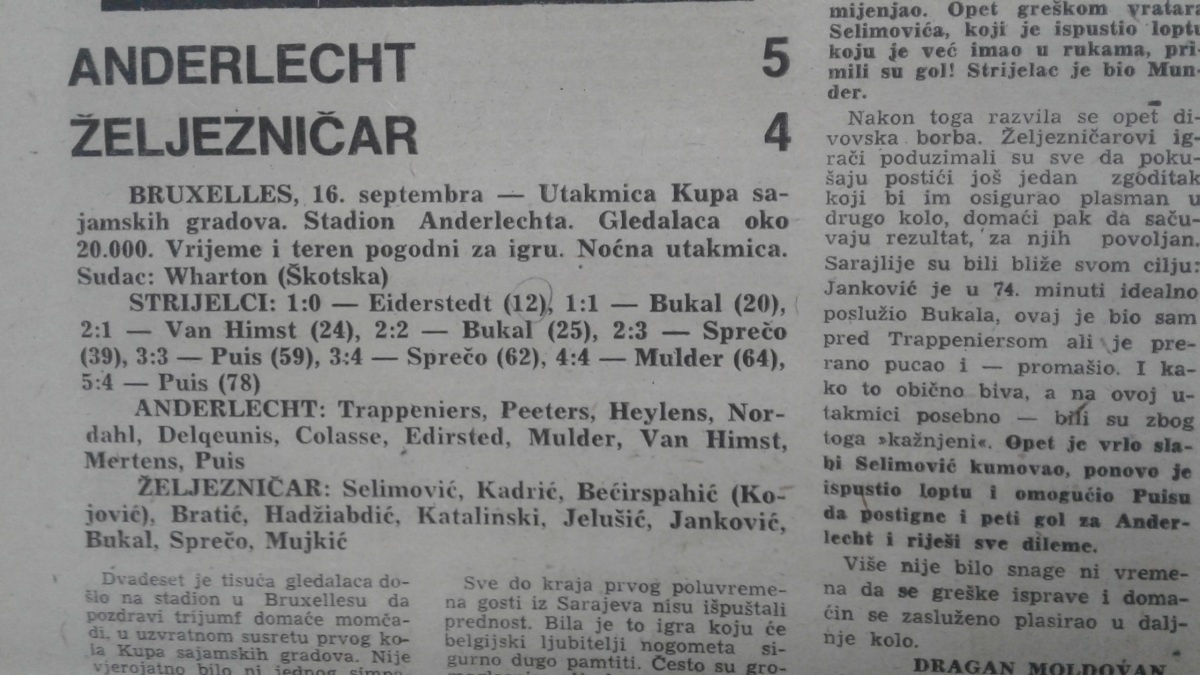 ANDERLECHT 5
ŽELJEZNIČAR 4
BRUXELLES, 16. septembra — Utakmica Kupa sa-
jamskih gradova. Stadion Anderlechta. Gledalaca oko
20.000. Vrijeme i teren pogodni za igru. Noćna utakmica.
Sudac: Wharton (Škotska)
STRIJELCI: 1:0 — Eiderstedt (12), 1:1 — Bukal (20),
2:1 — Van Himst (24), 2:2 — Bukal (25), 2:3 — Sprečo
(39), 3:3 — Puis (59), 3:4 — Sprečo (62), 4:4 — Mulder (64),
5:4 — Puis (78)
ANDERLECHT: Trappeniers, Peeters, Heylens, Nor-
dahl, Delqeunis, Colasse, Edirsted, Mulder, Van Himst,
Mertens, Puis
ŽELJEZNIČAR: Selimović, Kadrić, Bećirspahić (Ko-
jović), Bratić, Hadžiabdić, Katalinski, Jelušić, Janković,
Bukal, Sprečo, Mujkić
Dvadeset je tisuća gledalaca do-
šlo na stadion u Bruxellesu da
pozdravi trijumf domaće momča-
di, u uzvratnom susretu prvog ko-
la Kupa sajamskih gradova. Nije
vjerojatno bilo ni jednog simpa-
Sve do kraja prvog poluvreme-
na gosti iz Sarajeva nisu išpuštali
prednost. Bila je to igra koju će
belgijski ljubitelji nogometa si-
gurno dugo pamtiti. Često su gro-
mijenjao. Opet greškom vratara
Selimovića, koji je ispustio loptu
koju je već imao u rukama, pri-
mili su gol! Strijelac je bio Mun-
der.
Nakon toga razvila se opet di-
vovska borba. Željezničarovi ig-
rači poduzimali su sve da poku-
šaju postići još jedan zgoditak
koji bi im osigurao plasman u
drugo kolo, domaći pak da saču-
vaju rezultat, za njih povoljan.
Sarajlije su bili bliže svom cilju:
Janković je u 74. minuti idealno
poslužio Bukala, ovaj je bio sam
pred Trappeniersom ali je pre-
rano pucao i — promašio. I ka-
ko to obično biva, a na ovoj u-
takmici posebno — bili su zbog
toga »kažnjeni«. Opet je vrlo sla-
bi Selimović kumovao, ponovo je
ispustio loptu i omogućio Puisu
da postigne i peti gol za Ander-
lecht i riješi sve dileme.
Više nije bilo snage ni vreme-
na da se greške isprave i doma-
ćin se zasluženo plasirao u dalj-
nje kolo.
DRAGAN MOLDOVAN